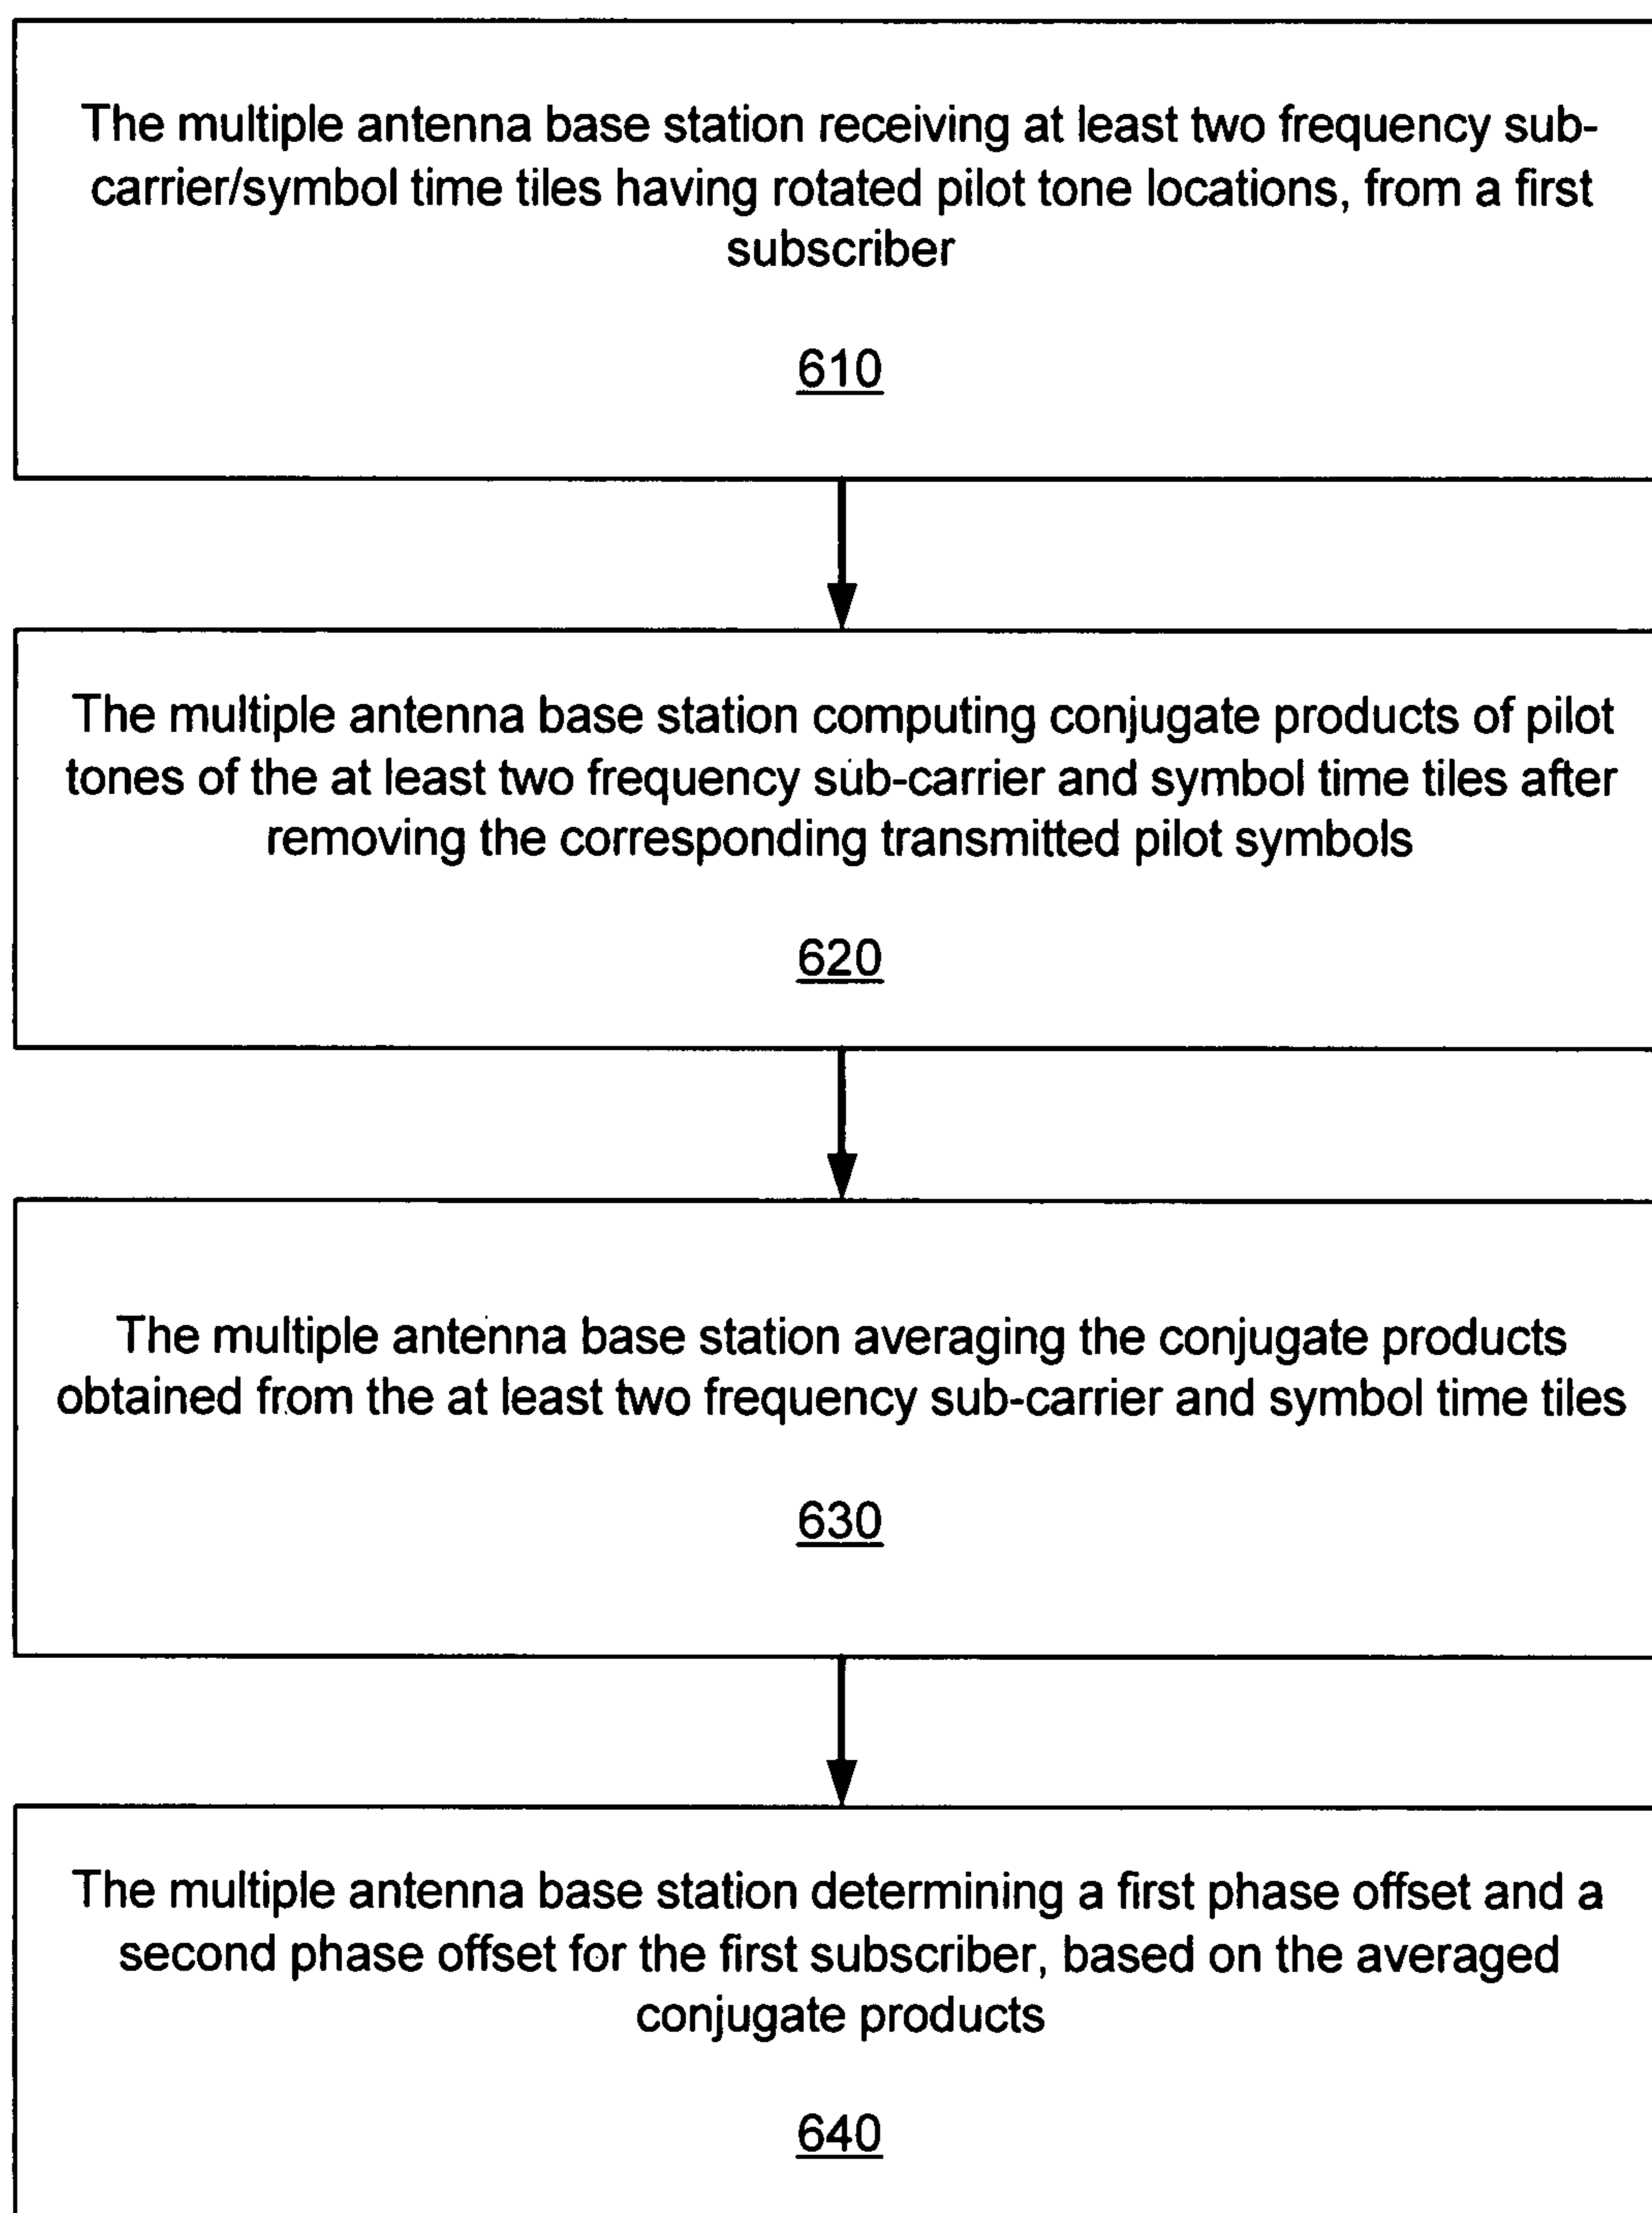 The multiple antenna base station receiving at least two frequency sub-
carrier/symbol time tiles having rotated pilot tone locations, from a first
subscriber
610
The multiple antenna base station computing conjugate products of pilot
tones of the at least two frequency sub-carrier and symbol time tiles after
removing the corresponding transmitted pilot symbols
620
The multiple antenna base station averaging the conjugate products
obtained from the at least two frequency sub-carrier and symbol time tiles
630
The multiple antenna base station determining a first phase offset and a
second phase offset for the first subscriber, based on the averaged
conjugate products
640